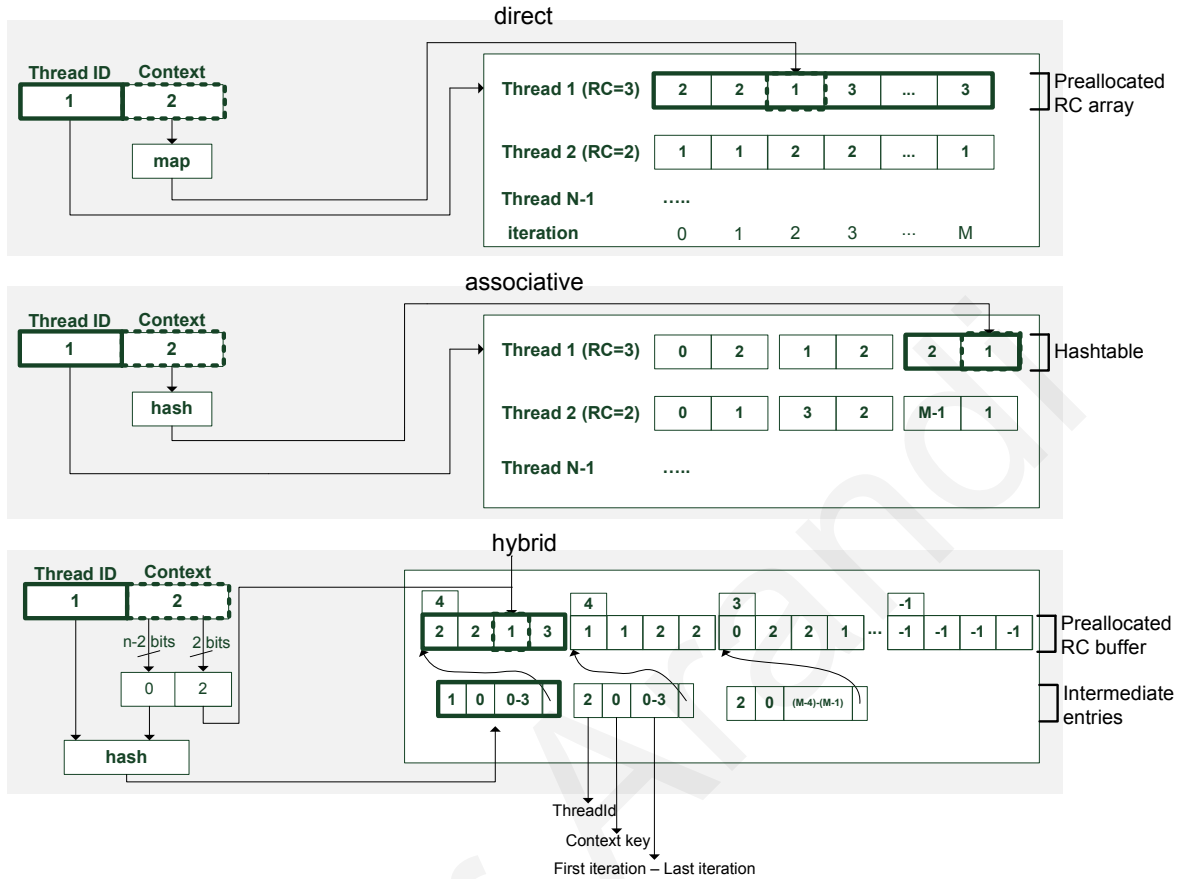 direct
Thread ID Context
1 2
map
Thread 1 (RC=3) 2 2 1 3 ... 3
Thread 2 (RC=2) 1 1 2 2 ... 1
Thread N-1 .....
iteration 0 1 2 3 ... M
Preallocated
RC array
associative
Thread ID Context
1 2
hash
Thread 1 (RC=3) 0 2 1 2 2 1
Thread 2 (RC=2) 0 1 3 2 M-1 1
Thread N-1 .....
Hashtable
hybrid
Thread ID Context
1 2
n-2 bits 2 bits
0 2
hash
4 4 3 -1
2 2 1 3 1 1 2 2 0 2 2 1 ... -1 -1 -1 -1
Preallocated
RC buffer
1 0 0-3 2 0 0-3 2 0 (M-4)-(M-1)
Intermediate
entries
ThreadId
Context key
First iteration – Last iteration
f Arandi